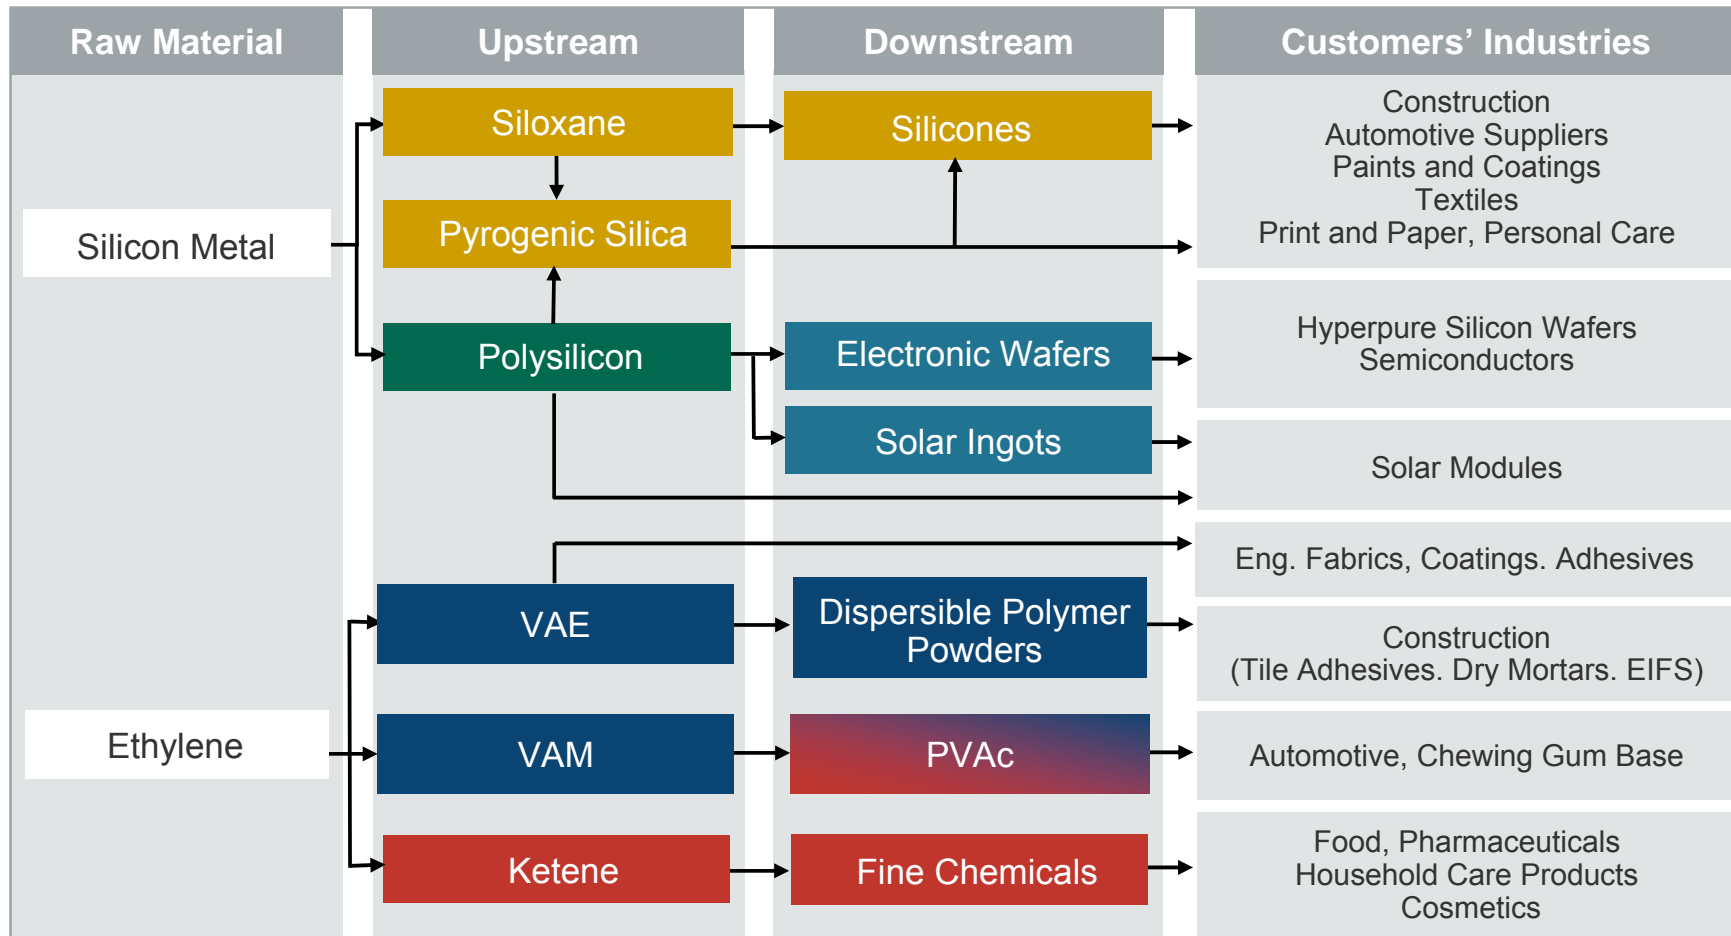 Raw Material
Upstream
Downstream
Customers’ Industries
Silicon Metal
Siloxane
Silicones
Construction
Automotive Suppliers
Paints and Coatings
Textiles
Print and Paper, Personal Care
Pyrogenic Silica
Polysilicon
Electronic Wafers
Hyperpure Silicon Wafers
Semiconductors
Solar Ingots
Solar Modules
Eng. Fabrics, Coatings. Adhesives
Ethylene
VAE
Dispersible Polymer
Powders
Construction
(Tile Adhesives. Dry Mortars. EIFS)
VAM
PVAc
Automotive, Chewing Gum Base
Ketene
Fine Chemicals
Food, Pharmaceuticals
Household Care Products
Cosmetics